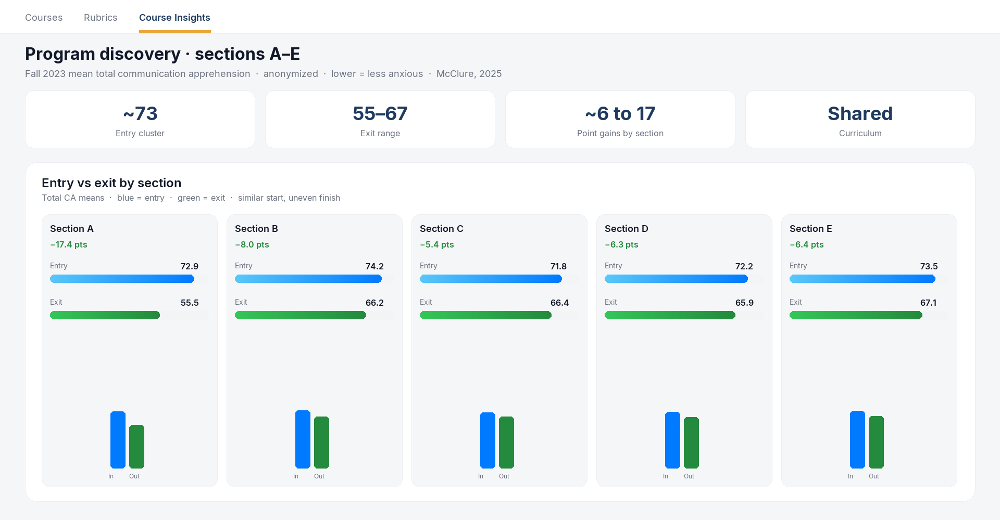 Courses Rubrics Course Insights
Program discovery · sections A–E
Fall 2023 mean total communication apprehension · anonymized · lower = less anxious · McClure, 2025
~73 55–67 ~6 to 17 Shared
Entry cluster Exit range Point gains by section Curriculum
Entry vs exit by section
Total CA means · blue = entry · green = exit · similar start, uneven finish
Section A
−17.4 pts
Entry 72.9
Exit 55.5
In Out
Section B
−8.0 pts
Entry 74.2
Exit 66.2
In Out
Section C
−5.4 pts
Entry 71.8
Exit 66.4
In Out
Section D
−6.3 pts
Entry 72.2
Exit 65.9
In Out
Section E
−6.4 pts
Entry 73.5
Exit 67.1
In Out